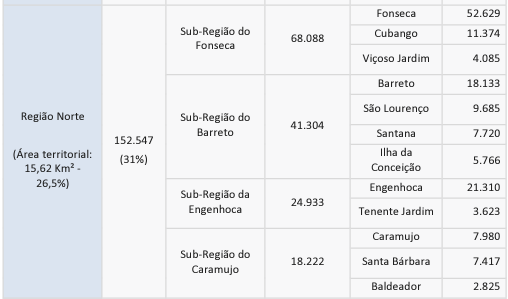 Região Norte
(Área territorial:
15,62 Km² -
26,5%)
152.547
(31%)
Sub-Região do
Fonseca
68.088
Fonseca 52.629
Cubango 11.374
Viçoso Jardim 4.085
Sub-Região do
Barreto
41.304
Barreto 18.133
São Lourenço 9.685
Santana 7.720
Ilha da
Conceição 5.766
Sub-Região da
Engenhoca
24.933
Engenhoca 21.310
Tenente Jardim 3.623
Sub-Região do
Caramujo
18.222
Caramujo 7.980
Santa Bárbara 7.417
Baldeador 2.825